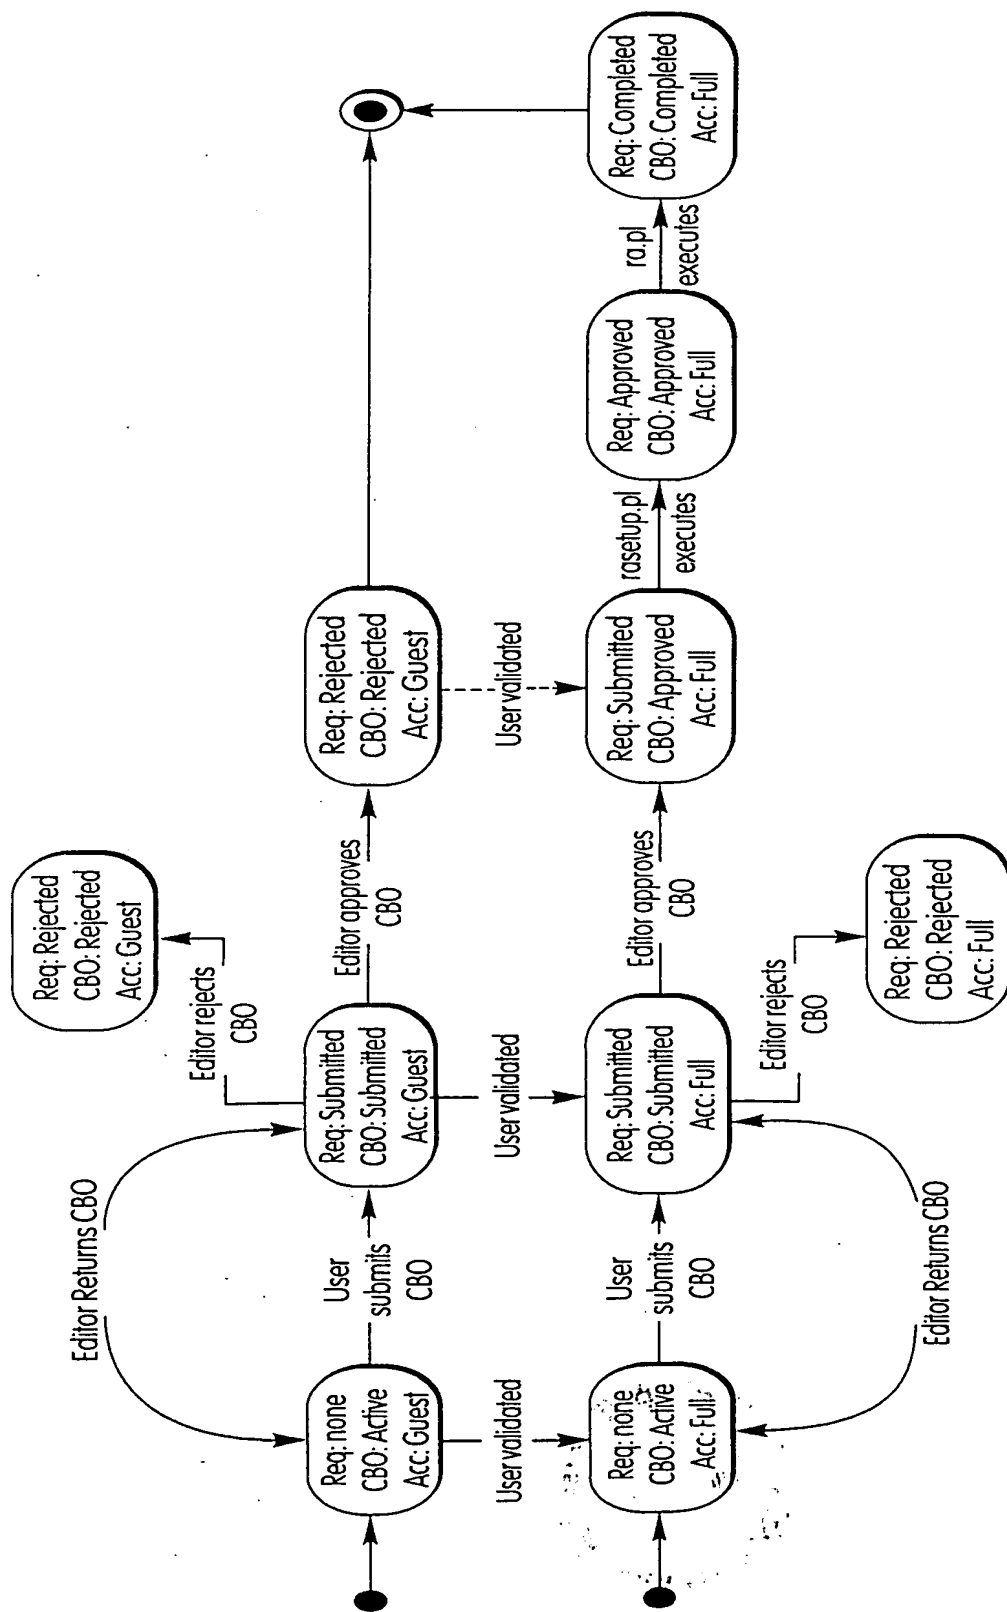 Editor Returns CBO
Editor rejects
CBO
Req: Rejected
CBO: Rejected
Acc: Guest
Req: none
CBO: Active
Acc: Guest
User
submits
CBO
Req: Submitted
CBO: Submitted
Acc: Guest
Editor approves
CBO
Req: Rejected
CBO: Rejected
Acc: Guest
User validated
User validated
User validated
Req: none
CBO: Active
Acc: Full
User
submits
CBO
Req: Submitted
CBO: Submitted
Acc: Full
Editor approves
CBO
Req: Submitted
CBO: Approved
Acc: Full
rasetup.pl
executes
Req: Approved
CBO: Approved
Acc: Full
ra.pl
executes
Req: Completed
CBO: Completed
Acc: Full
Editor Returns CBO
Editor rejects
CBO
Req: Rejected
CBO: Rejected
Acc: Full